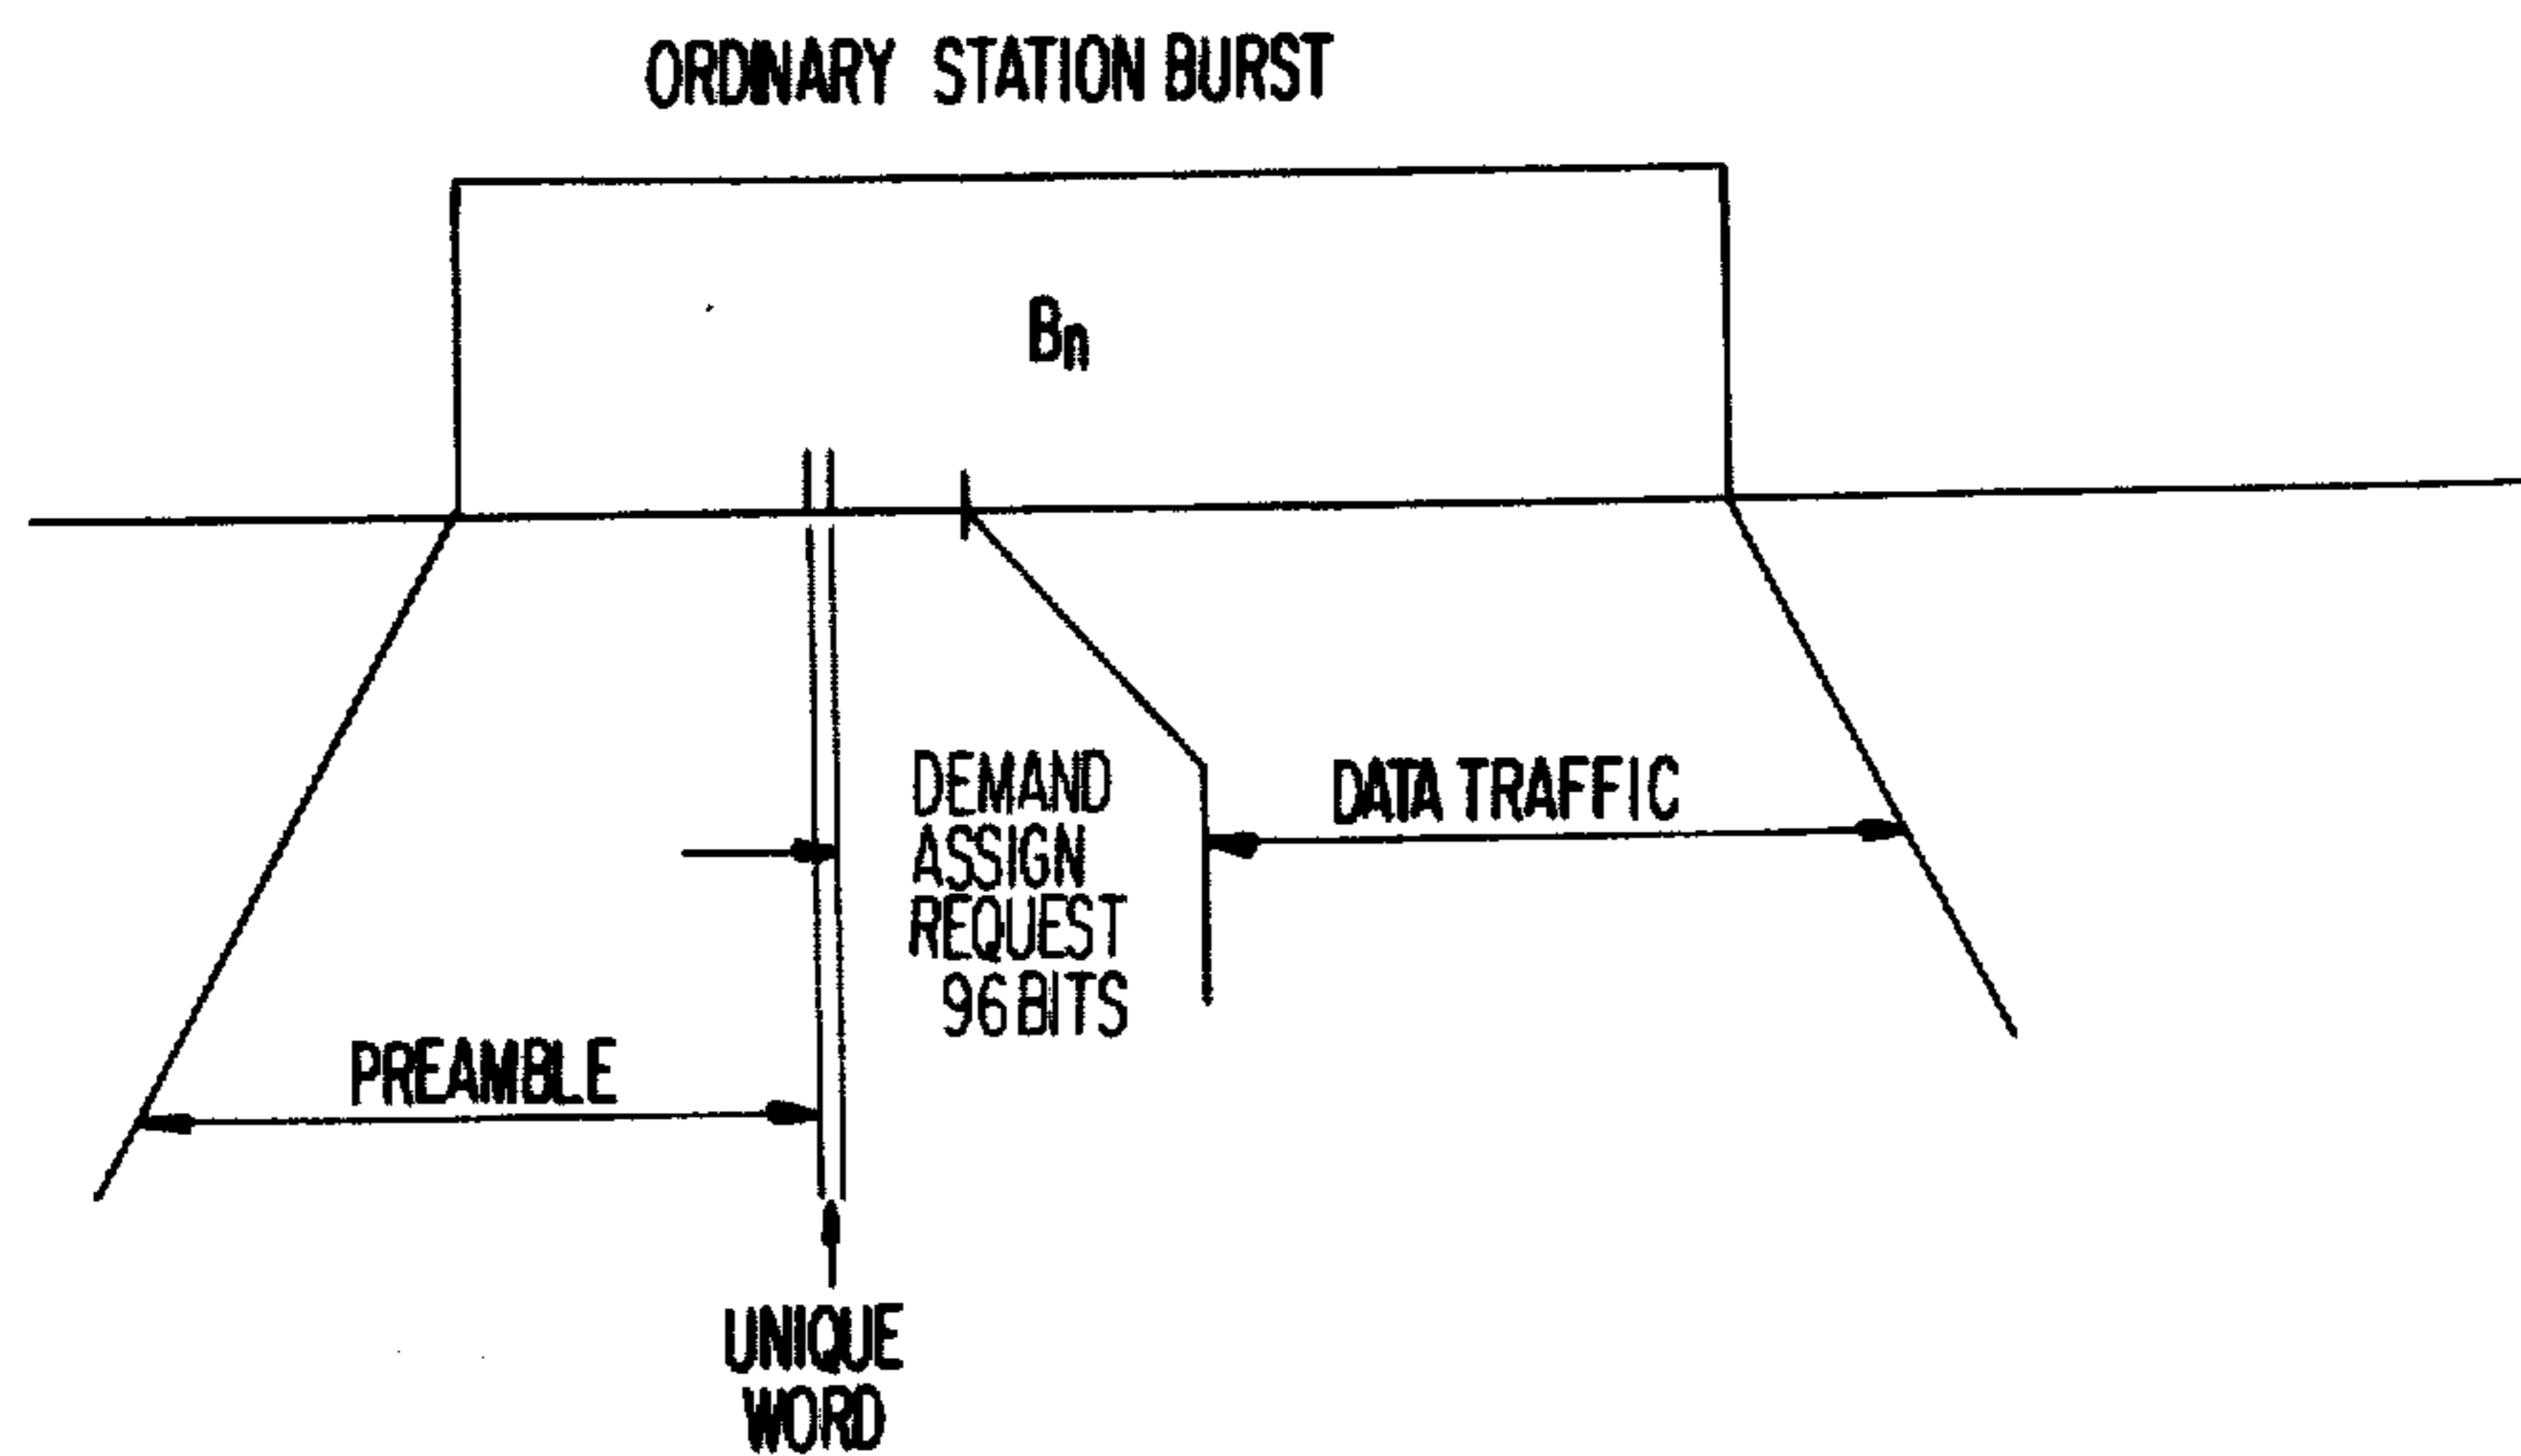 ORDINARY STATION BURST
Bn
DEMAND
ASSIGN
REQUEST
96 BITS
DATA TRAFFIC
PREAMBLE
UNIQUE
WORD